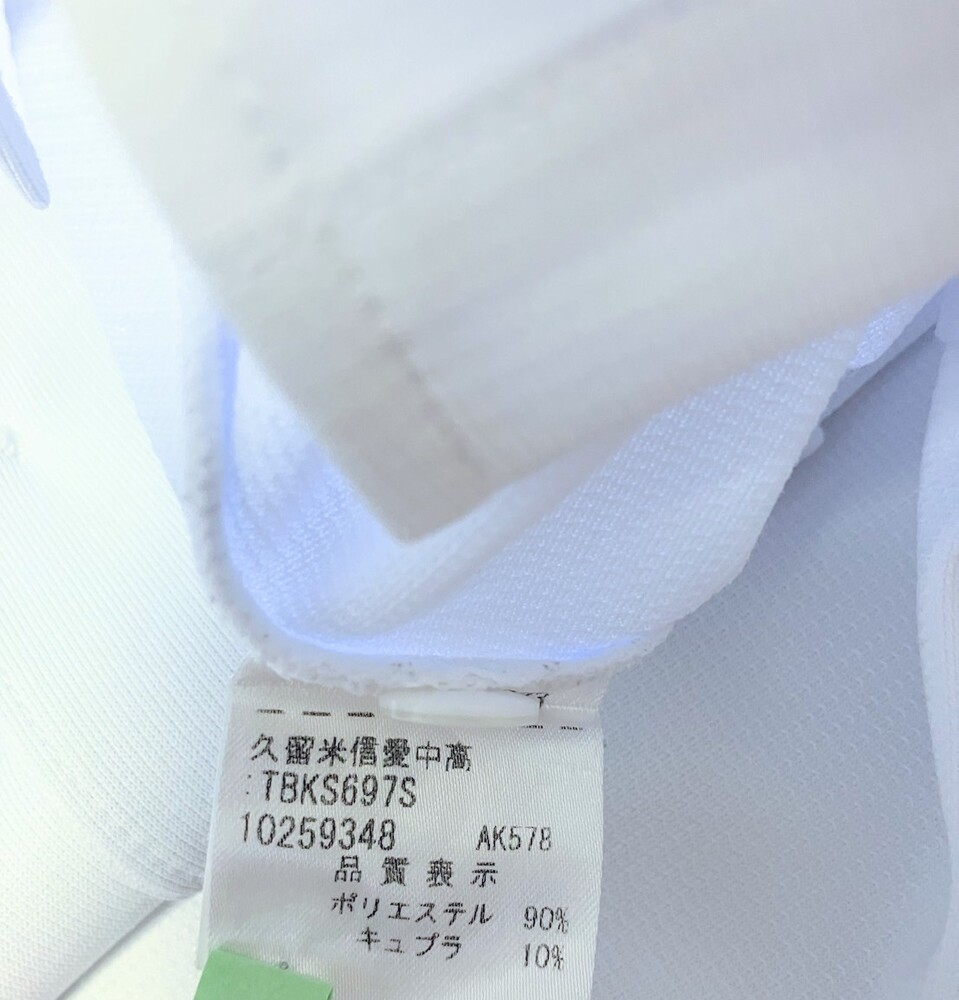 久留米信愛中高
:TBKS697S
10259348 AK578
品質表示
ポリエステル 90%
キュプラ 10%